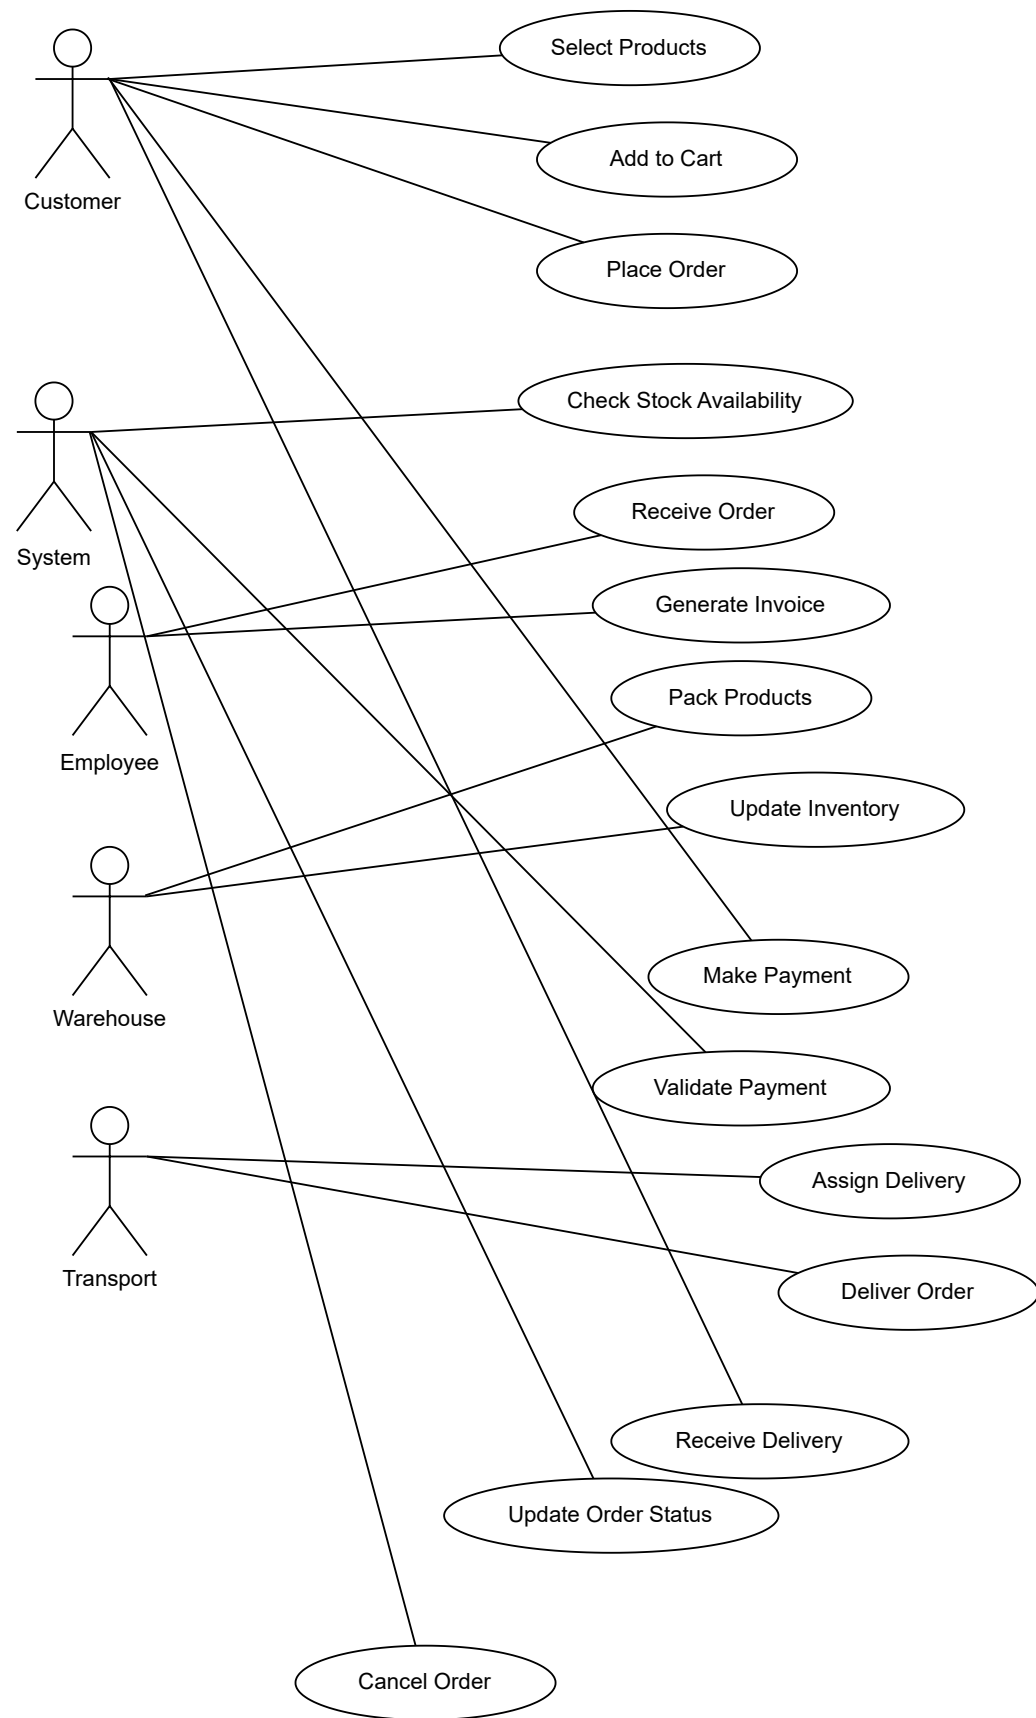 Select Products
Add to Cart
Customer
Place Order
Check Stock Availability
Receive Order
System
Generate Invoice
Pack Products
Employee
Update Inventory
Make Payment
Warehouse
Validate Payment
Assign Delivery
Transport
Deliver Order
Receive Delivery
Update Order Status
Cancel Order